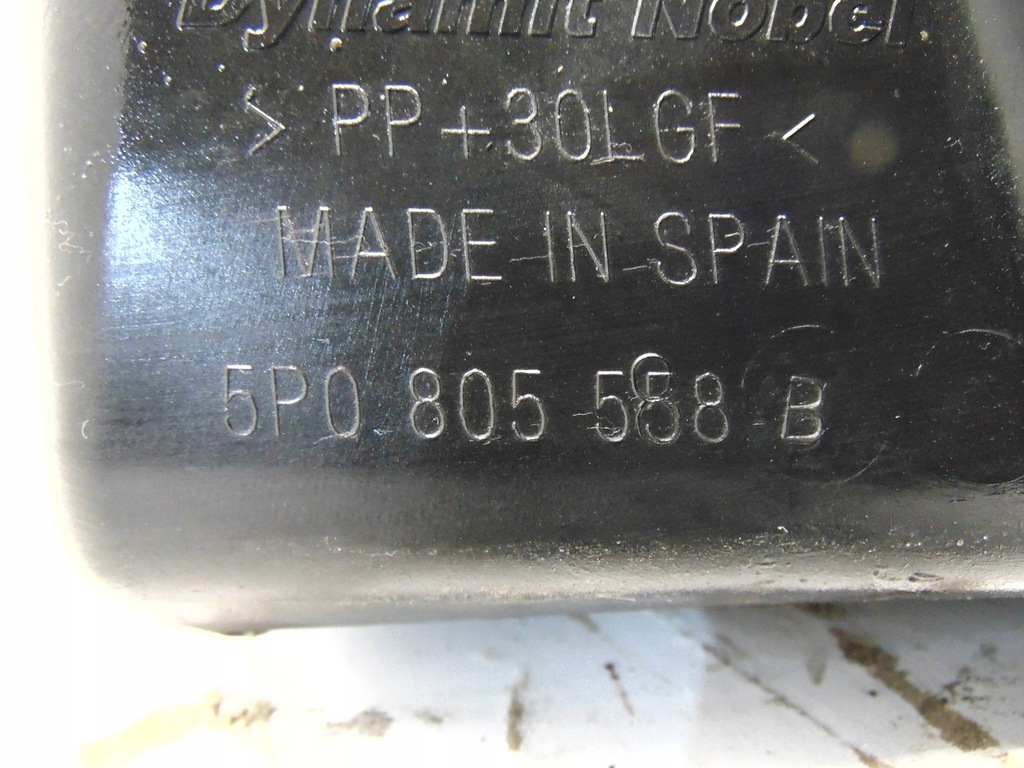 Dynamit Nobel
> PP+30LGF <
MADE IN SPAIN
5P0 805 588 B